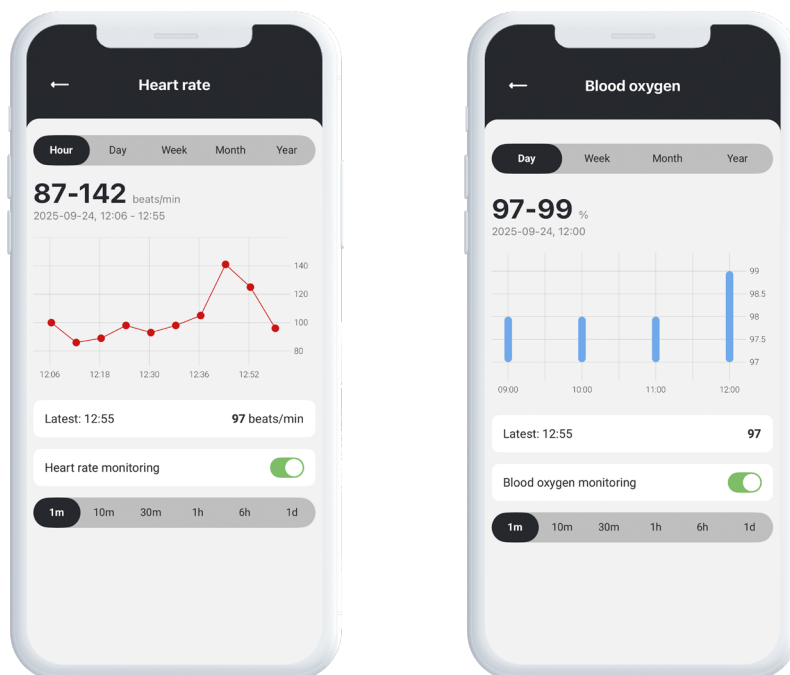 Heart rate
Hour Day Week Month Year
87-142 beats/min
2025-09-24, 12:06 - 12:55
140
120
100
80
12:06 12:18 12:30 12:36 12:52
Latest: 12:55 97 beats/min
Heart rate monitoring
1m 10m 30m 1h 6h 1d
Blood oxygen
Day Week Month Year
97-99 %
2025-09-24, 12:00
99
98.5
98
97.5
97
09:00 10:00 11:00 12:00
Latest: 12:55 97
Blood oxygen monitoring
1m 10m 30m 1h 6h 1d